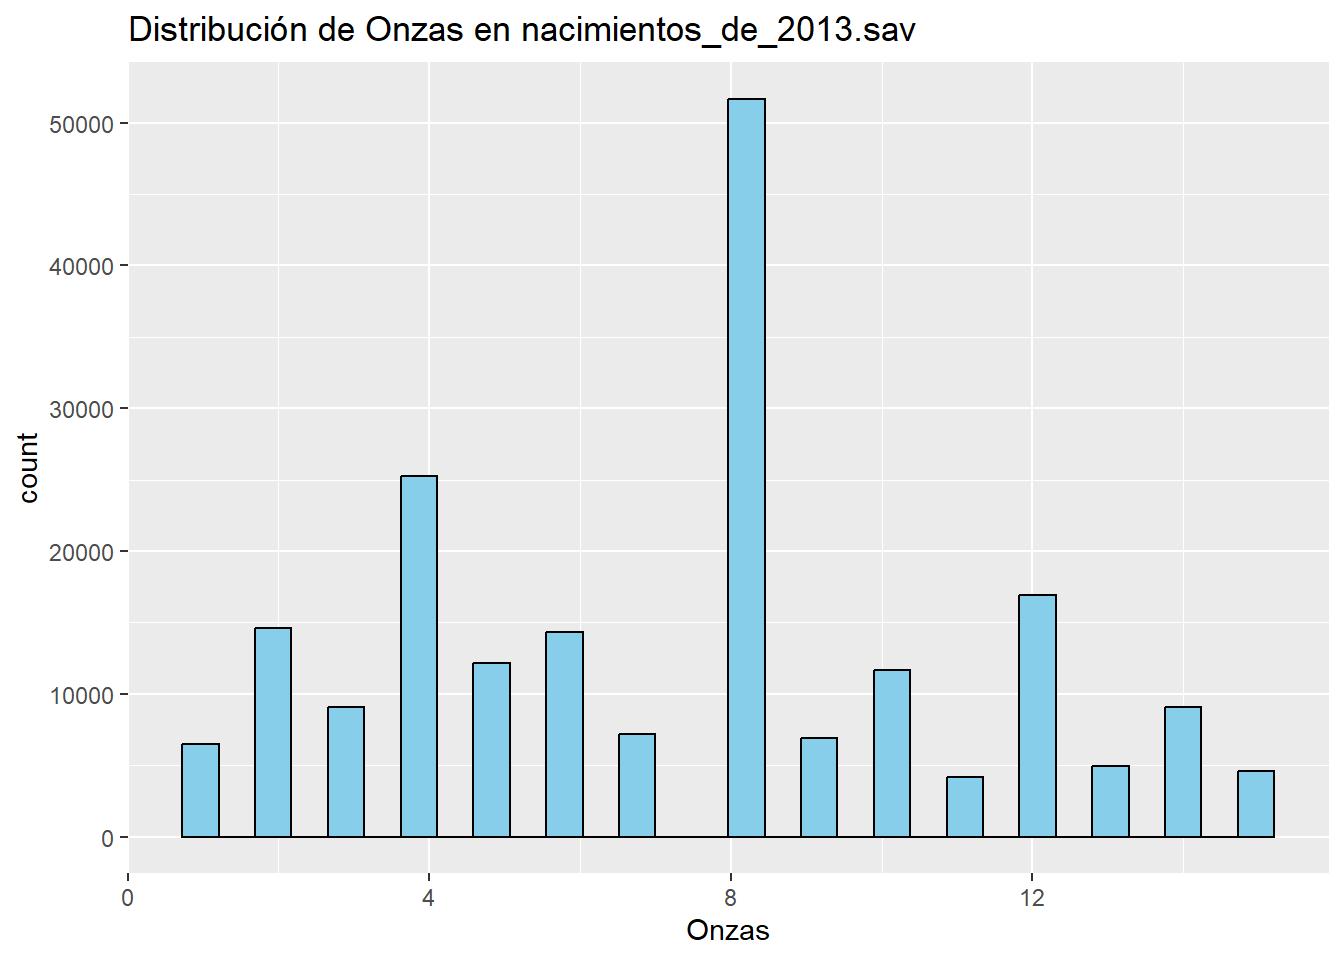 Distribución de Onzas en nacimientos_de_2013.sav
50000
40000
30000
20000
10000
0
count
0 4 8 12
Onzas